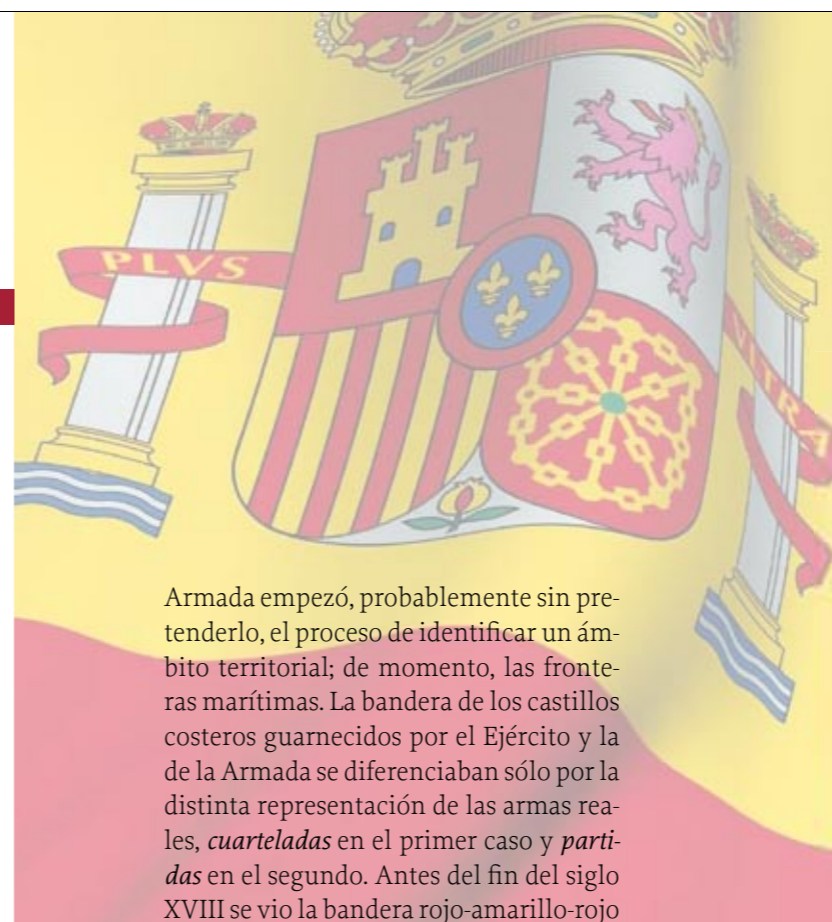 PLVS
VITRA
Armada empezó, probablemente sin pre-
tenderlo, el proceso de identificar un ám-
bito territorial; de momento, las fronte-
ras marítimas. La bandera de los castillos
costeros guarnecidos por el Ejército y la
de la Armada se diferenciaban sólo por la
distinta representación de las armas rea-
les, cuarteladas en el primer caso y parti-
das en el segundo. Antes del fin del siglo
XVIII se vio la bandera rojo-amarillo-rojo